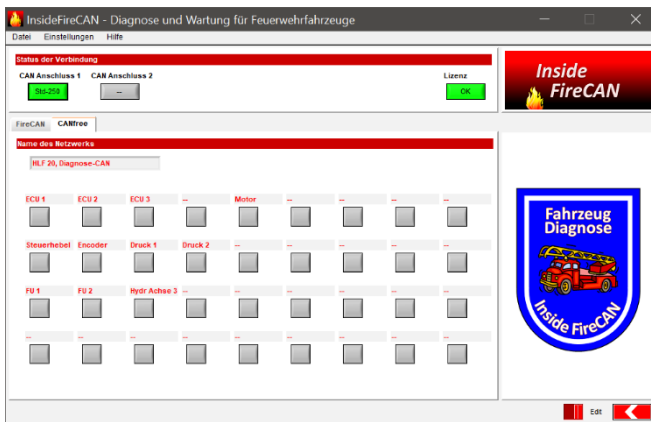 InsideFireCAN - Diagnose und Wartung für Feuerwehrfahrzeuge
Datei Einstellungen Hilfe
Status der Verbindung
CAN Anschluss 1 CAN Anschluss 2 Lizenz
Std-250 -- OK
Inside
FireCAN
FireCAN CANfree
Name des Netzwerks
HLF 20, Diagnose-CAN
ECU 1 ECU 2 ECU 3 -- Motor -- -- -- --
Steuerhebel Encoder Druck 1 Druck 2 -- -- -- -- --
FU 1 FU 2 Hydr Achse 3 -- -- -- -- -- --
-- -- -- -- -- -- -- -- --
Fahrzeug
Diagnose
Inside FireCAN
Edit